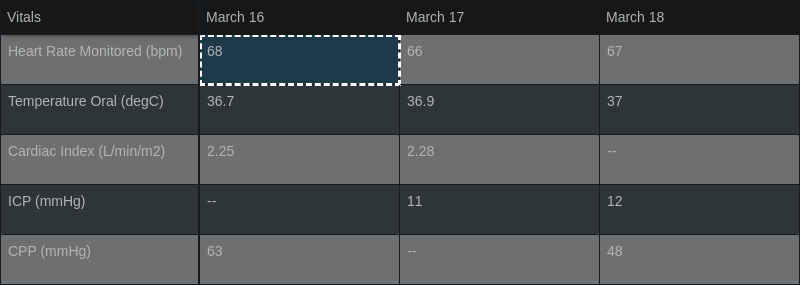 Vitals March 16 March 17 March 18
Heart Rate Monitored (bpm) 68 66 67
Temperature Oral (degC) 36.7 36.9 37
Cardiac Index (L/min/m2) 2.25 2.28 --
ICP (mmHg) -- 11 12
CPP (mmHg) 63 -- 48